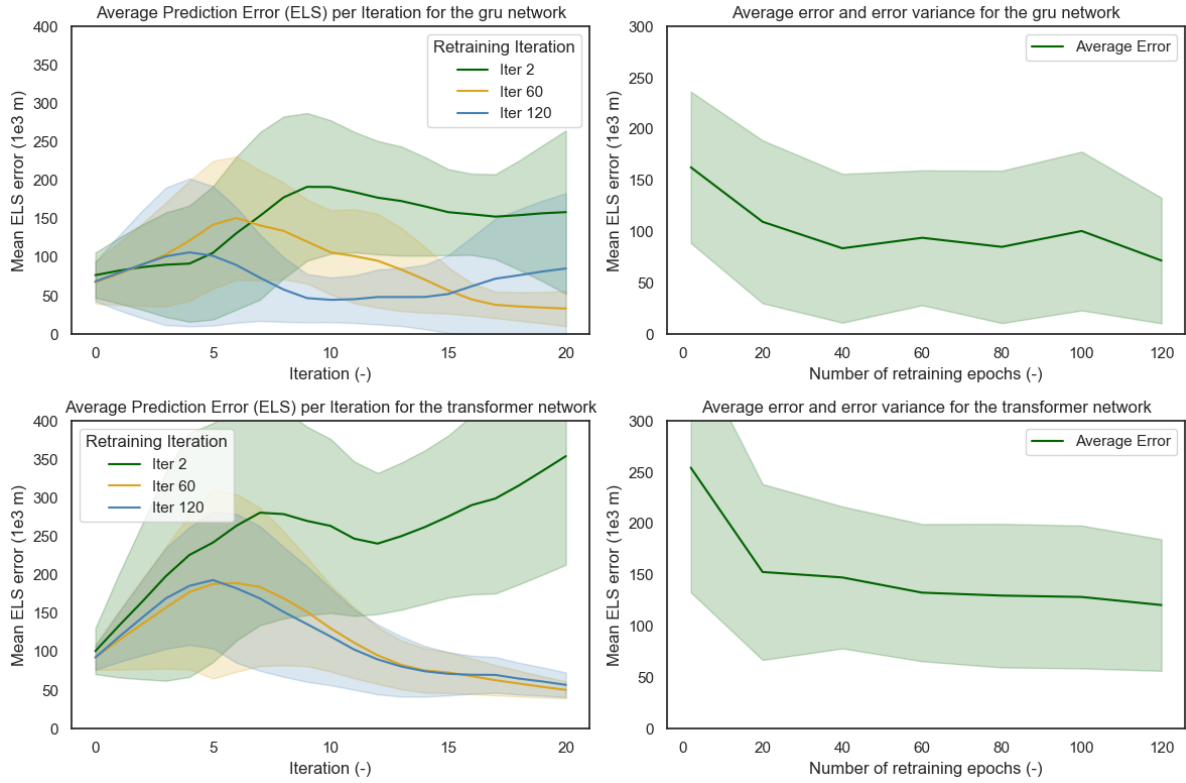 Average Prediction Error (ELS) per Iteration for the gru network
400
350
300
250
200
150
100
50
0
Mean ELS error (1e3 m)
Retraining Iteration
Iter 2
Iter 60
Iter 120
0 5 10 15 20
Iteration (-)
Average error and error variance for the gru network
300
250
200
150
100
50
0
Mean ELS error (1e3 m)
Average Error
0 20 40 60 80 100 120
Number of retraining epochs (-)
Average Prediction Error (ELS) per Iteration for the transformer network
400
350
300
250
200
150
100
50
0
Mean ELS error (1e3 m)
Retraining Iteration
Iter 2
Iter 60
Iter 120
0 5 10 15 20
Iteration (-)
Average error and error variance for the transformer network
300
250
200
150
100
50
0
Mean ELS error (1e3 m)
Average Error
0 20 40 60 80 100 120
Number of retraining epochs (-)